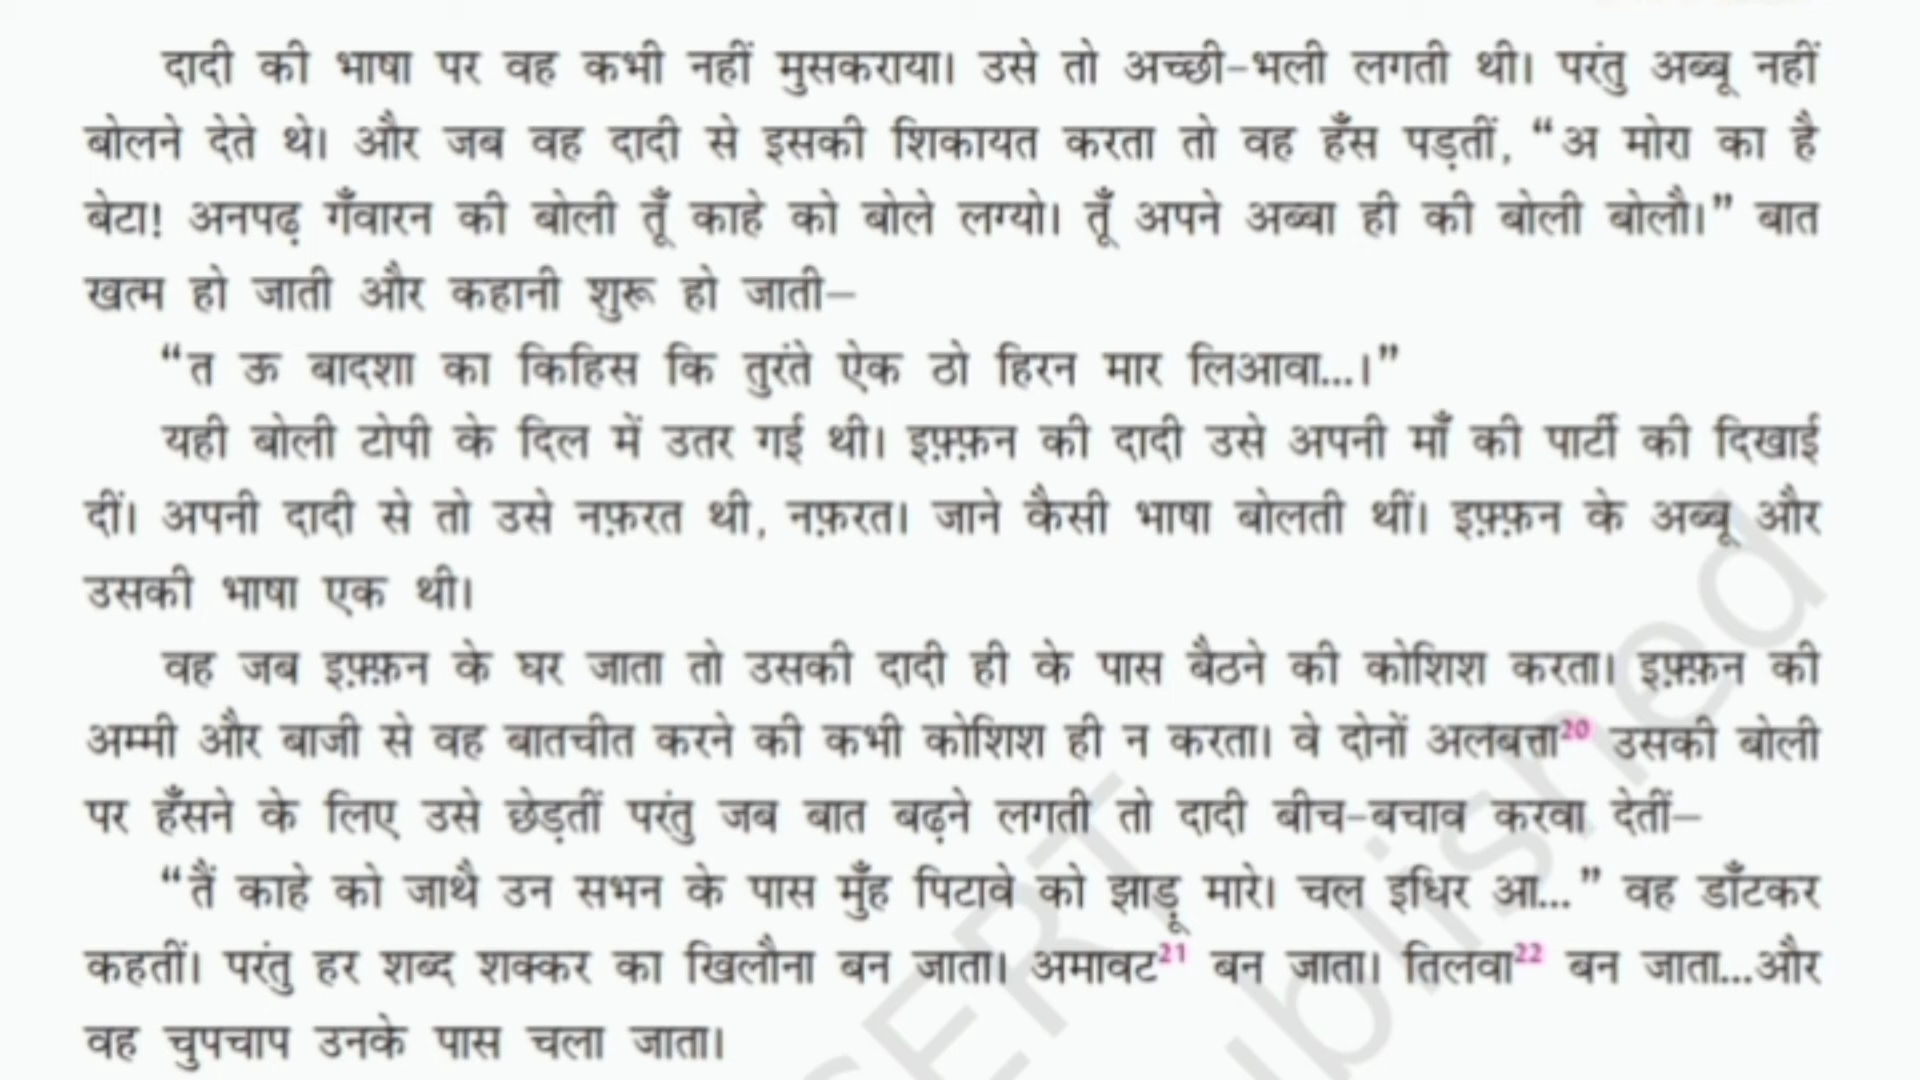 दादी की भाषा पर वह कभी नहीं मुसकराया। उसे तो अच्छी-भली लगती थी। परंतु अब्बू नहीं
बोलने देते थे। और जब वह दादी से इसकी शिकायत करता तो वह हँस पड़तीं, “अ मोरा का है
बेटा! अनपढ़ गँवारन की बोली तूँ काहे को बोले लग्यो। तूँ अपने अब्बा ही की बोली बोलौ।” बात
खत्म हो जाती और कहानी शुरू हो जाती–
“त ऊ बादशा का किहिस कि तुरंते ऐक ठो हिरन मार लिआवा...।”
यही बोली टोपी के दिल में उतर गई थी। इफ़्फ़न की दादी उसे अपनी माँ की पार्टी की दिखाई
दीं। अपनी दादी से तो उसे नफ़रत थी, नफ़रत। जाने कैसी भाषा बोलती थीं। इफ़्फ़न के अब्बू और
उसकी भाषा एक थी।
वह जब इफ़्फ़न के घर जाता तो उसकी दादी ही के पास बैठने की कोशिश करता। इफ़्फ़न की
अम्मी और बाजी से वह बातचीत करने की कभी कोशिश ही न करता। वे दोनों अलबत्ता20 उसकी बोली
पर हँसने के लिए उसे छेड़तीं परंतु जब बात बढ़ने लगती तो दादी बीच-बचाव करवा देतीं–
“तैं काहे को जाथै उन सभन के पास मुँह पिटावे को झाड़ू मारे। चल इधिर आ...” वह डाँटकर
कहतीं। परंतु हर शब्द शक्कर का खिलौना बन जाता। अमावट21 बन जाता। तिलवा22 बन जाता...और
वह चुपचाप उनके पास चला जाता।